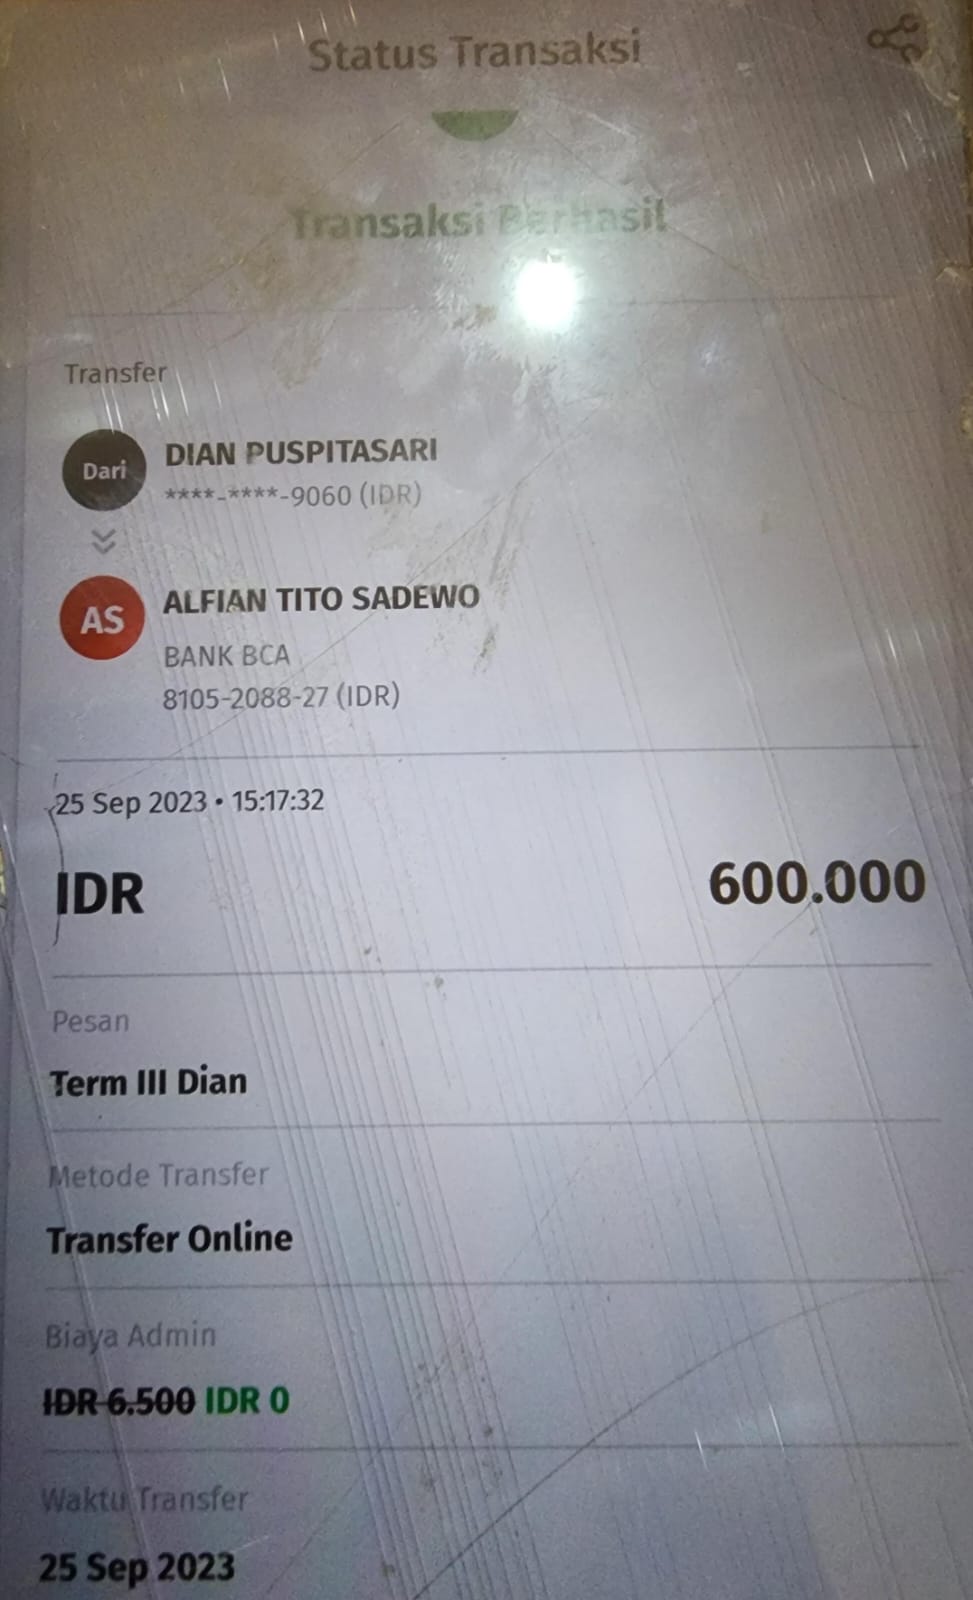 Status Transaksi
Transaksi Berhasil
Transfer
Dari
DIAN PUSPITASARI
****-****-9060 (IDR)
AS
ALFIAN TITO SADEWO
BANK BCA
8105-2088-27 (IDR)
25 Sep 2023 • 15:17:32
IDR 600.000
Pesan
Term III Dian
Metode Transfer
Transfer Online
Biaya Admin
IDR 6.500 IDR 0
Waktu Transfer
25 Sep 2023